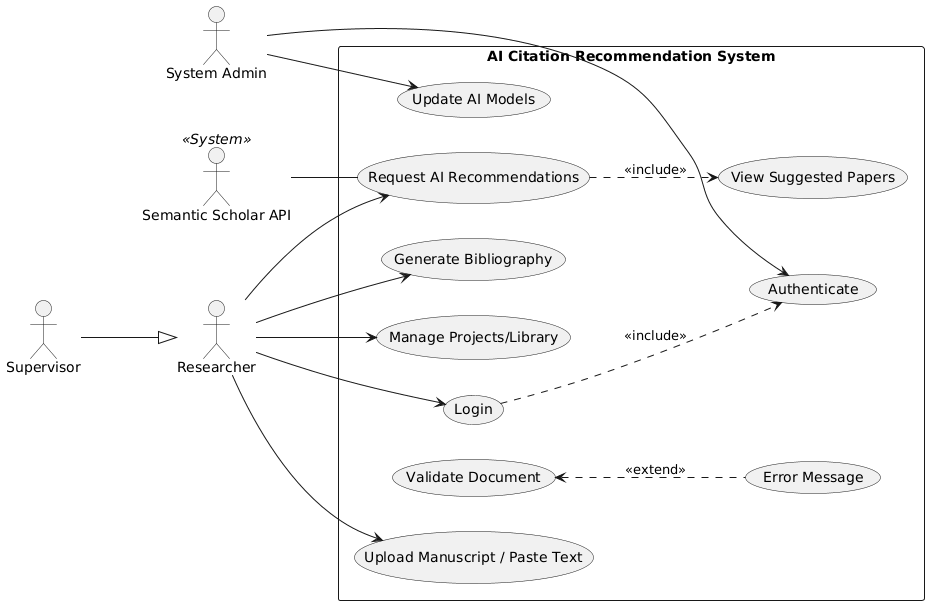 AI Citation Recommendation System
System Admin
Update AI Models
«System»
Semantic Scholar API
Request AI Recommendations
«include»
View Suggested Papers
Generate Bibliography
Authenticate
Supervisor
Researcher
Manage Projects/Library
«include»
Login
Validate Document
«extend»
Error Message
Upload Manuscript / Paste Text